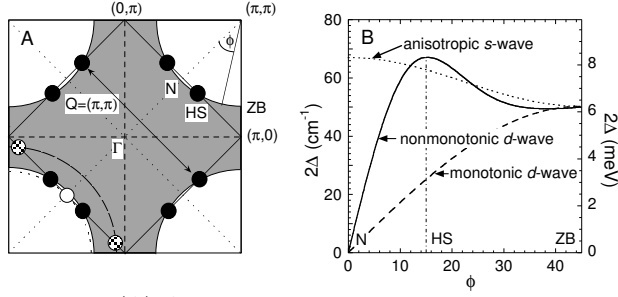 (0,π)
(π,π)
A
ϕ
N
Q=(π,π)
HS
ZB
Γ
(π,0)
B
anisotropic s-wave
nonmonotonic d-wave
monotonic d-wave
N
HS
ZB
80
60
40
20
0
2Δ (cm⁻¹)
8
6
4
2
0
2Δ (meV)
0
10
20
30
40
ϕ